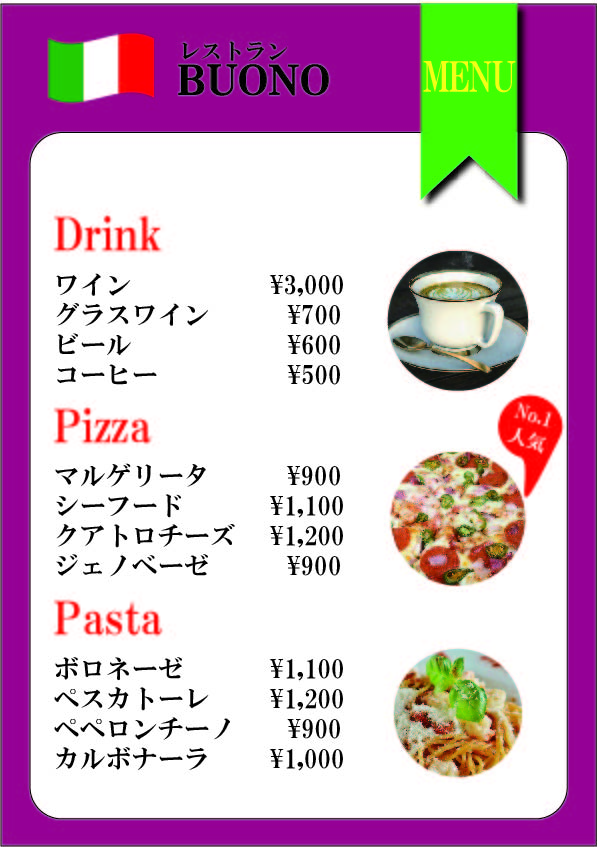 レストラン
BUONO
MENU
Drink
ワイン ¥3,000
グラスワイン ¥700
ビール ¥600
コーヒー ¥500
Pizza
No.1
人気
マルゲリータ ¥900
シーフード ¥1,100
クアトロチーズ ¥1,200
ジェノベーゼ ¥900
Pasta
ボロネーゼ ¥1,100
ペスカトーレ ¥1,200
ペペロンチーノ ¥900
カルボナーラ ¥1,000